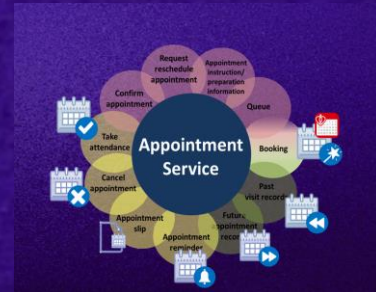 Request
reschedule
appointment
Appointment
instruction/
preparation
information
Queue
Booking
Past
visit record
Future
appointment
record
Appointment
reminder
Appointment
slip
Cancel
appointment
Take
attendance
Confirm
appointment
Appointment
Service